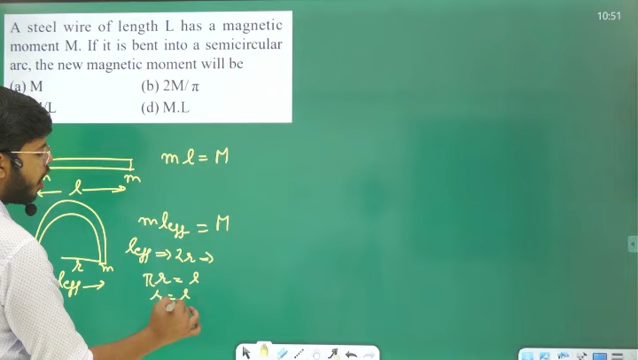 10:51
A steel wire of length L has a magnetic
moment M. If it is bent into a semicircular
arc, the new magnetic moment will be
(a) M (b) 2M/π
/L (d) M.L
m l = M
← l → m
m leff = M
leff ⇒ 2r ⇒
πr = l
r = l
r m
leff →